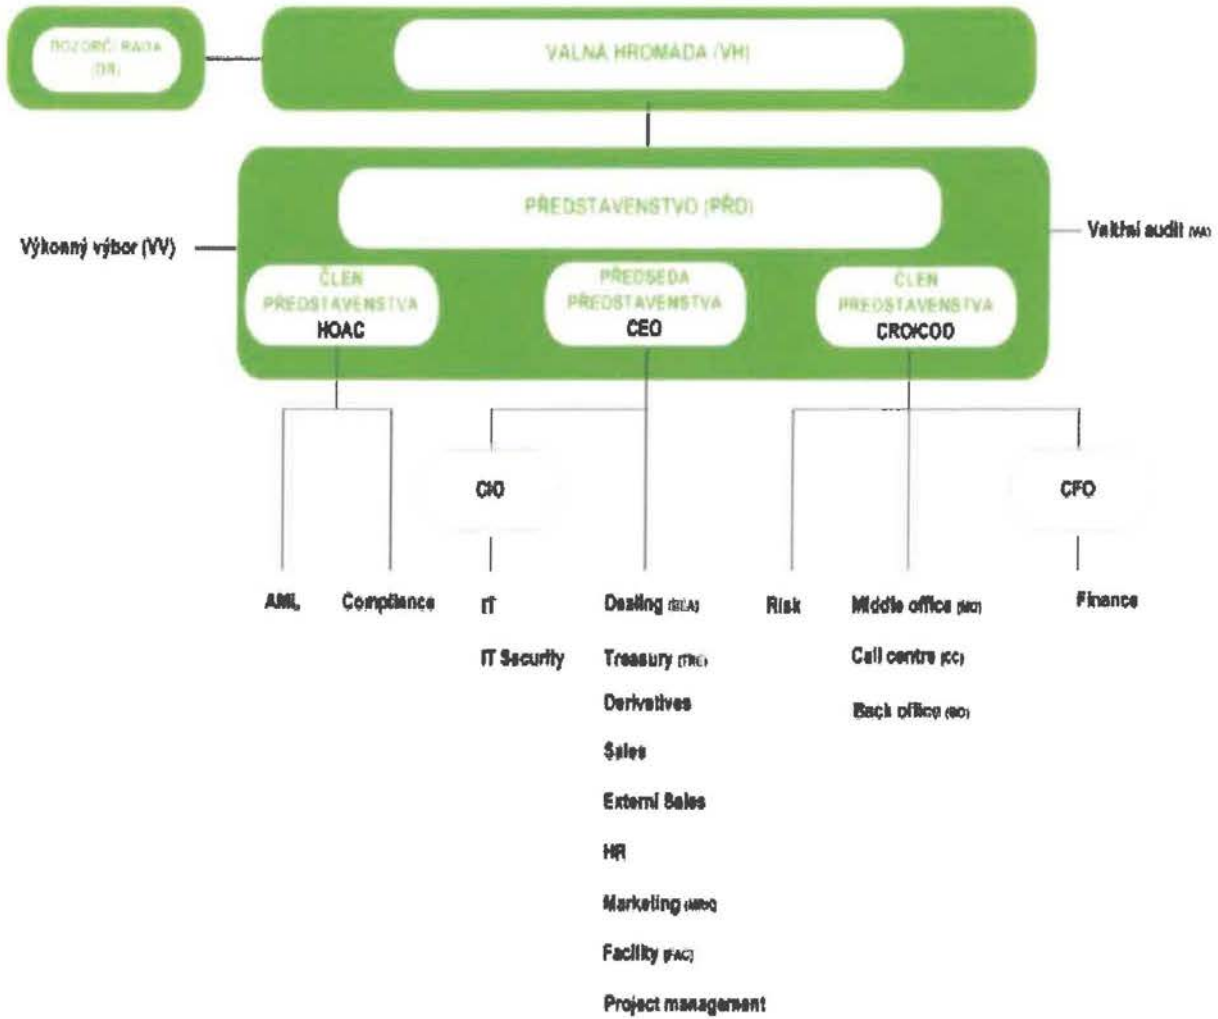 DOZORČÍ RADA
(DR)
VALNÁ HROMADA (VH)
PŘEDSTAVENSTVO (PŘD)
Výkonný výbor (VV)
Vnitřní audit (VA)
ČLEN
PŘEDSTAVENSTVA
HOAC
PŘEDSEDA
PŘEDSTAVENSTVA
CEO
ČLEN
PŘEDSTAVENSTVA
CRO/COO
CIO
CFO
AML
Compliance
IT
IT Security
Dealing
Treasury (TRE)
Derivatives
Sales
Externí Sales
HR
Marketing
Facility (FAC)
Project management
Risk
Middle office (MO)
Call centre (CC)
Back office (BO)
Finance